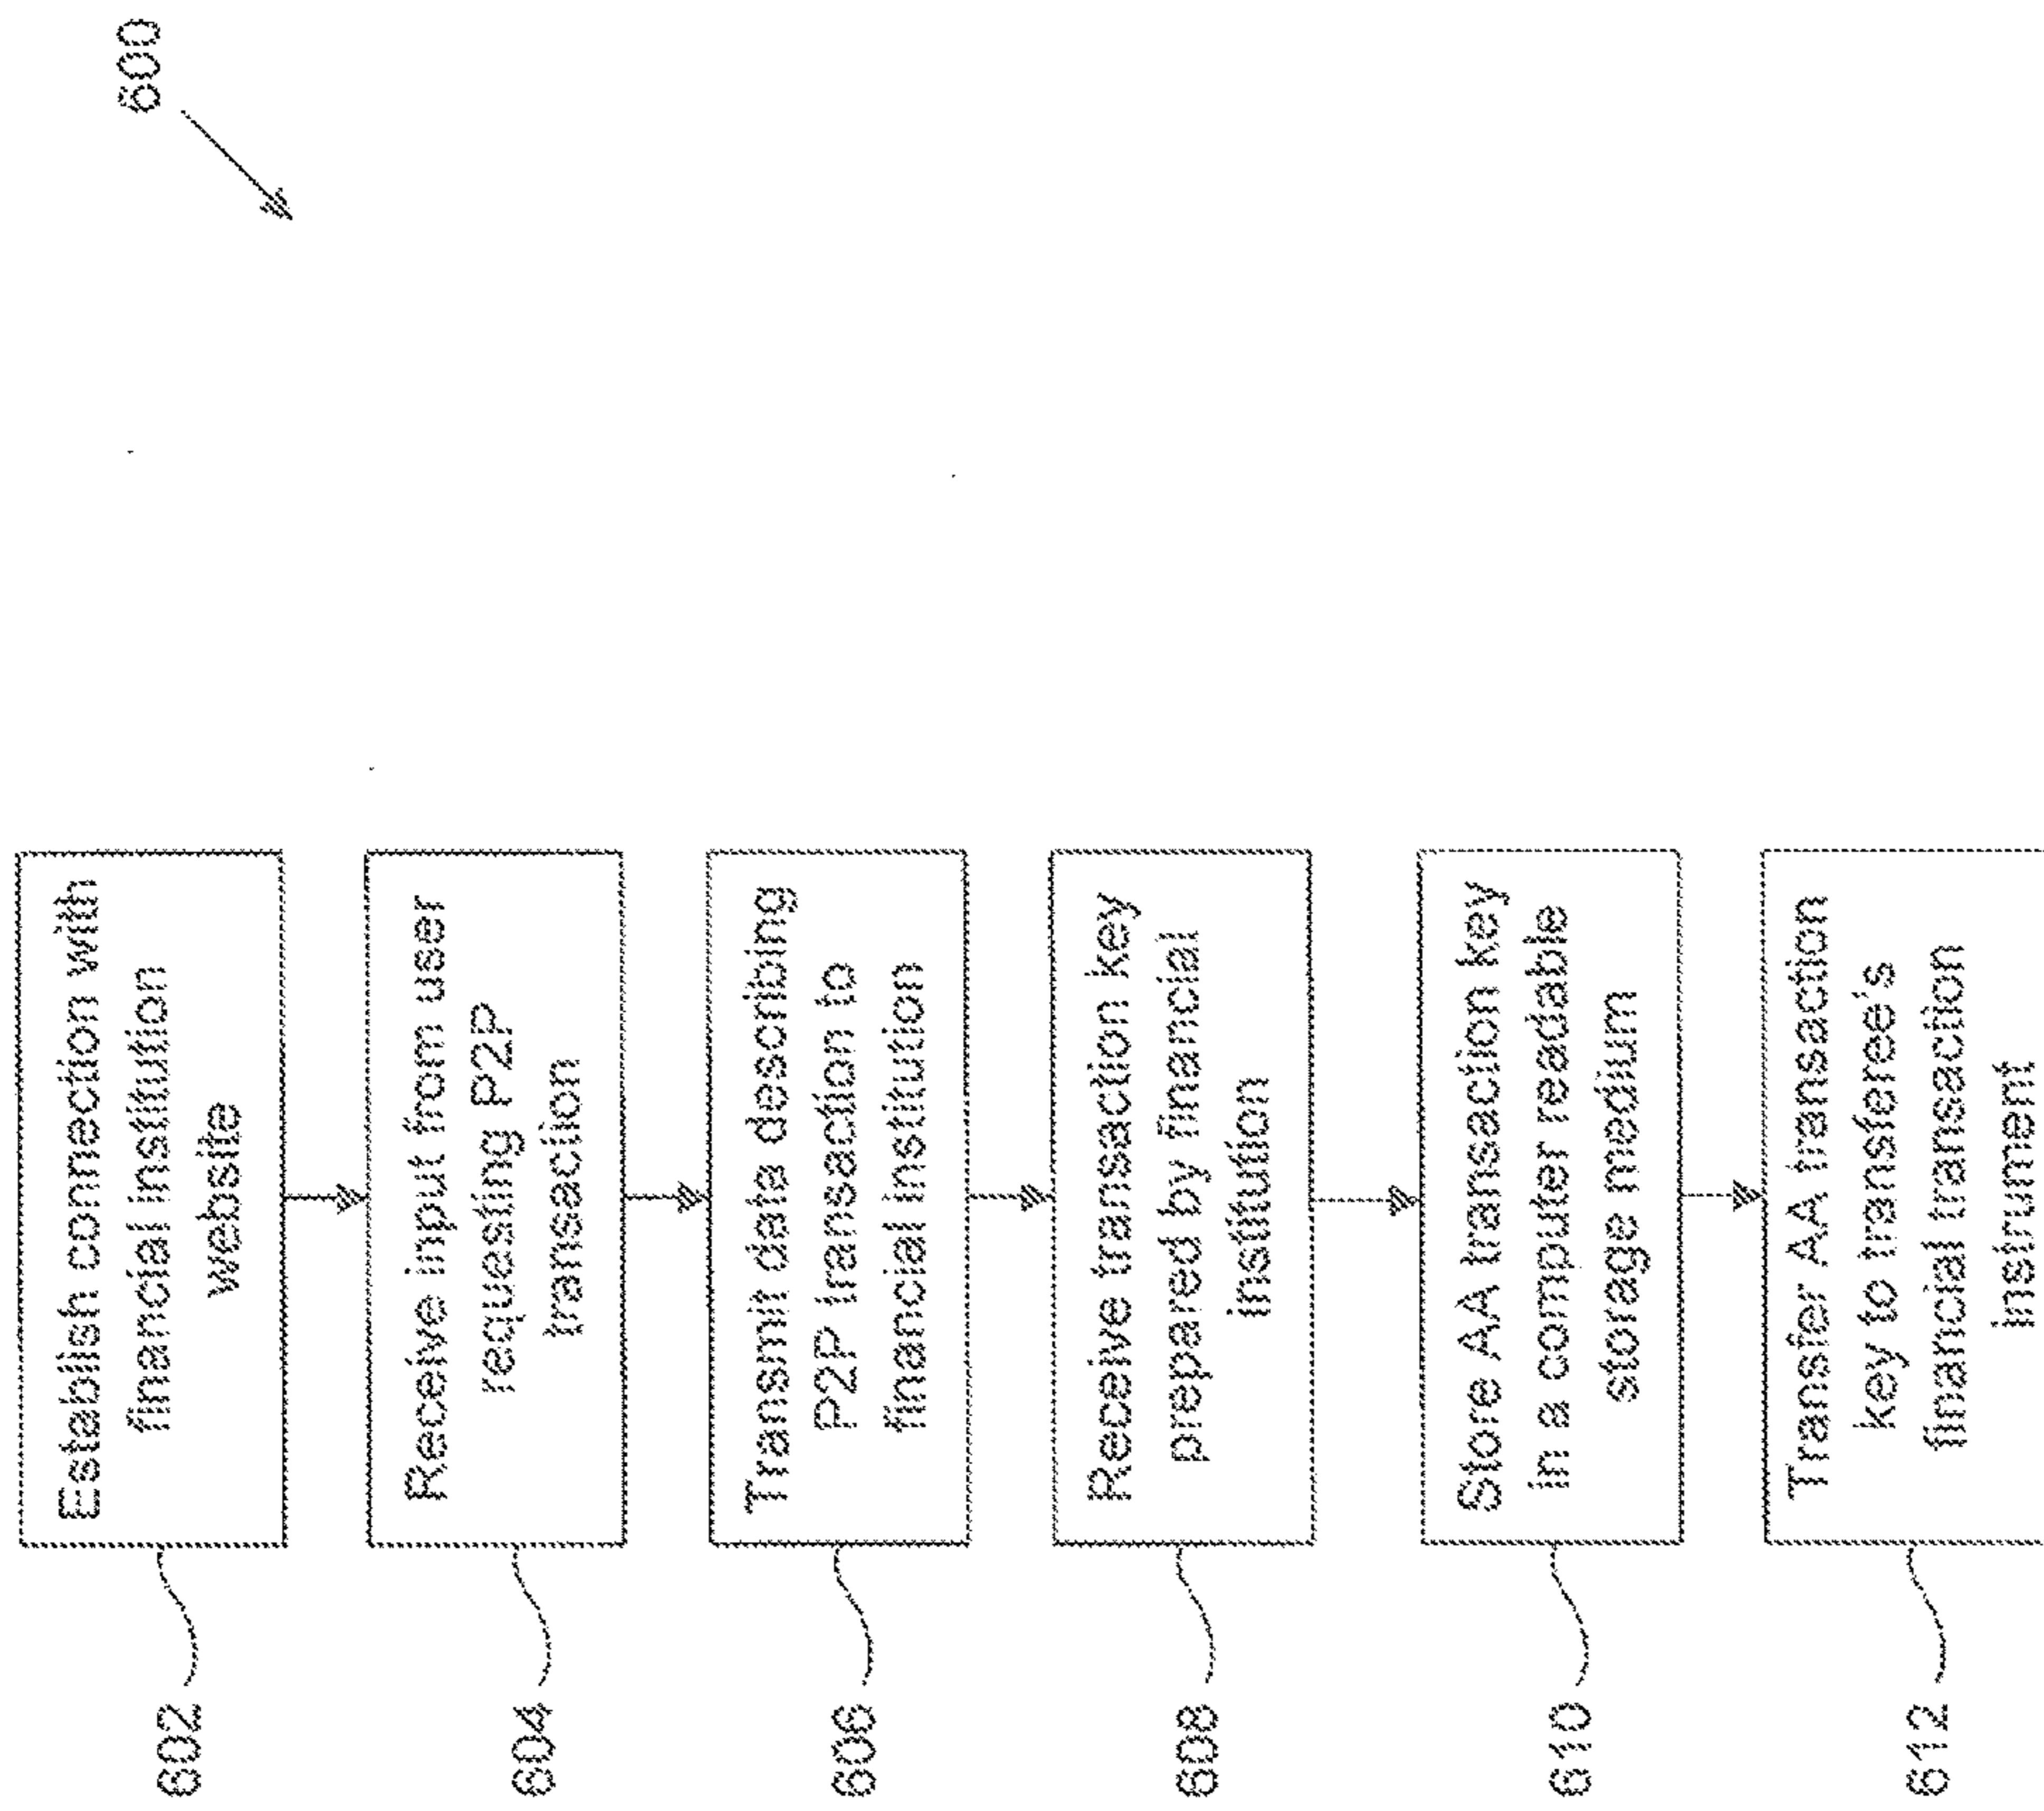 600
602
Establish connection with
financial institution
website
604
Receive input from user
requesting P2P
transaction
606
Transmit data describing
P2P transaction to
financial institution
608
Receive transaction key
prepared by financial
institution
610
Store AA transaction key
in a computer readable
storage medium
612
Transfer AA transaction
key to transferee's
financial transaction
instrument